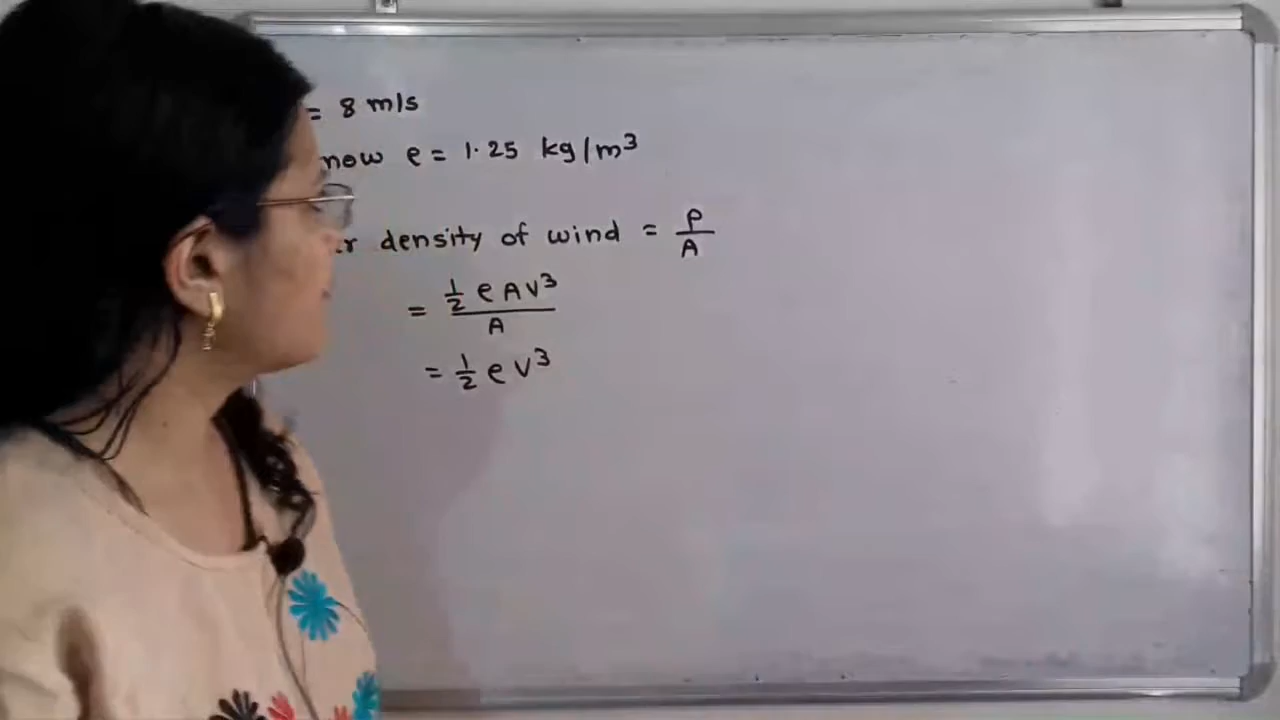 = 8 m/s
now ρ = 1.25 kg/m³
density of wind = P/A
= ½ ρ A V³ / A
= ½ ρ V³